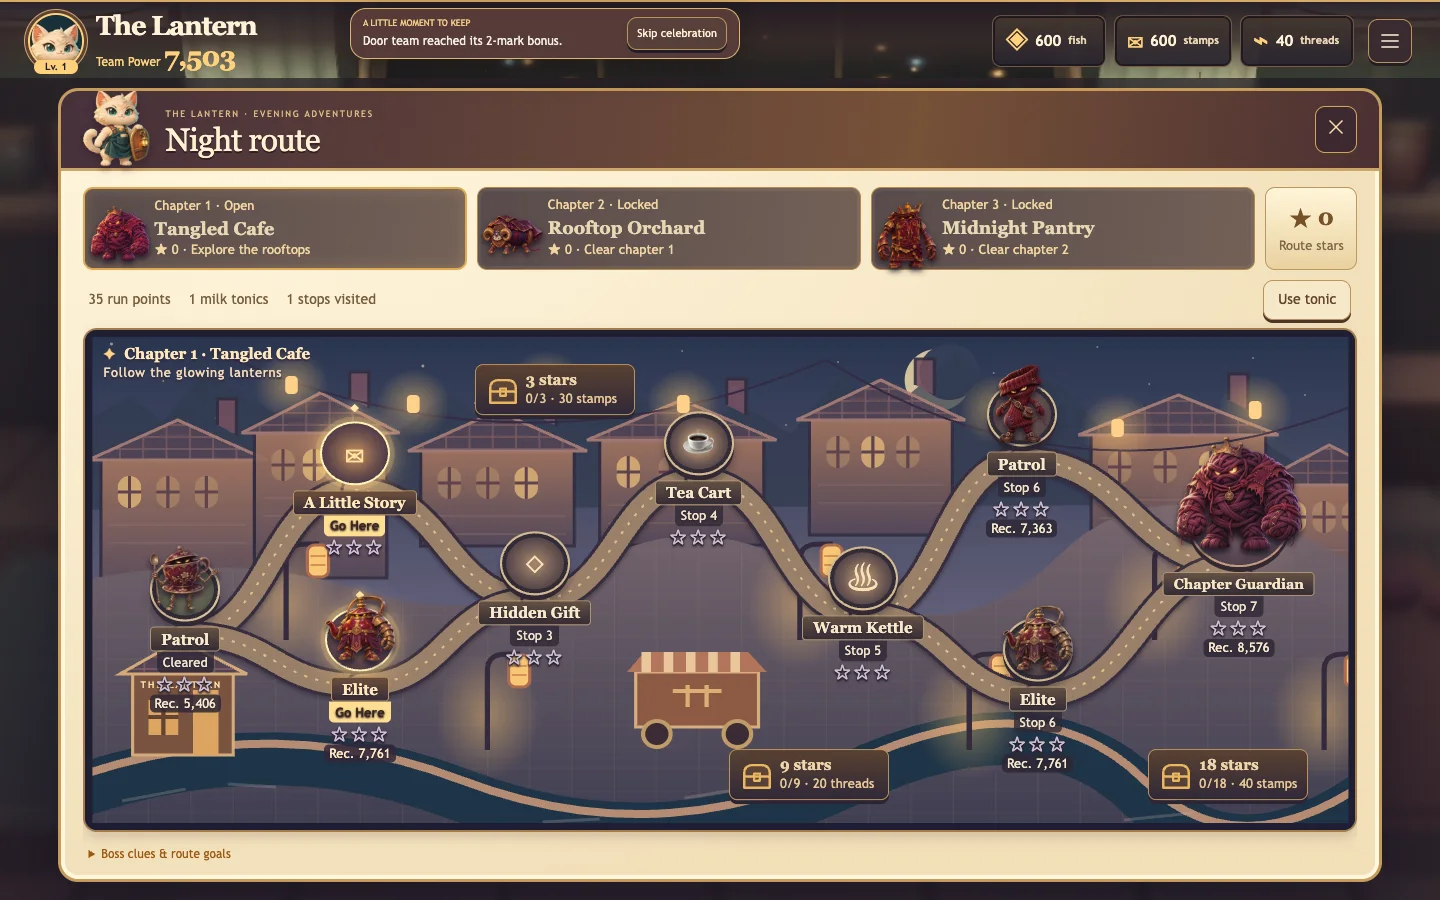 The Lantern
Team Power 7,503
Lv. 1
A LITTLE MOMENT TO KEEP
Door team reached its 2-mark bonus.
Skip celebration
600 fish
600 stamps
40 threads
THE LANTERN · EVENING ADVENTURES
Night route
Chapter 1 · Open
Tangled Cafe
★ 0 · Explore the rooftops
Chapter 2 · Locked
Rooftop Orchard
★ 0 · Clear chapter 1
Chapter 3 · Locked
Midnight Pantry
★ 0 · Clear chapter 2
★ 0
Route stars
35 run points
1 milk tonics
1 stops visited
Use tonic
Chapter 1 · Tangled Cafe
Follow the glowing lanterns
3 stars
0/3 · 30 stamps
A Little Story
Go Here
Tea Cart
Stop 4
Patrol
Stop 6
Rec. 7,363
Chapter Guardian
Stop 7
Rec. 8,576
Hidden Gift
Stop 3
Warm Kettle
Stop 5
Patrol
Cleared
Rec. 5,406
Elite
Go Here
Rec. 7,761
Elite
Stop 6
Rec. 7,761
9 stars
0/9 · 20 threads
18 stars
0/18 · 40 stamps
Boss clues & route goals